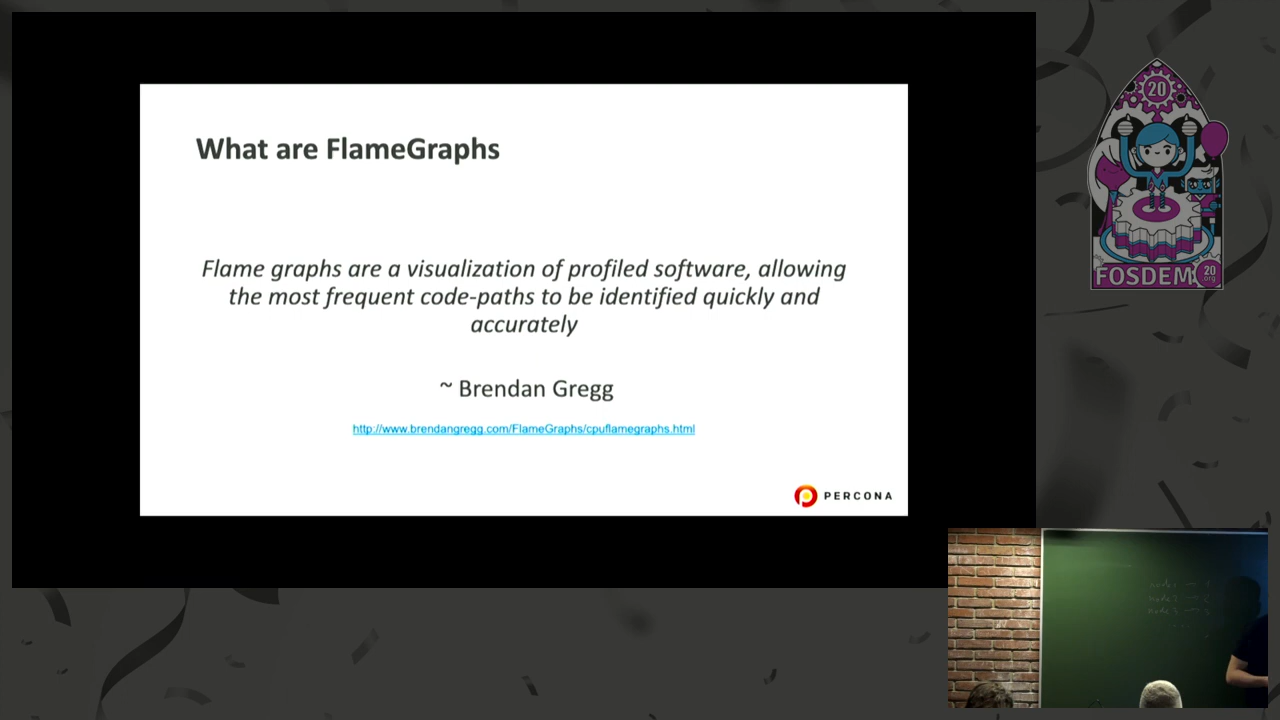 What are FlameGraphs
Flame graphs are a visualization of profiled software, allowing
the most frequent code-paths to be identified quickly and
accurately
~ Brendan Gregg
http://www.brendangregg.com/FlameGraphs/cpuflamegraphs.html
PERCONA
20
FOSDEM
20
.org